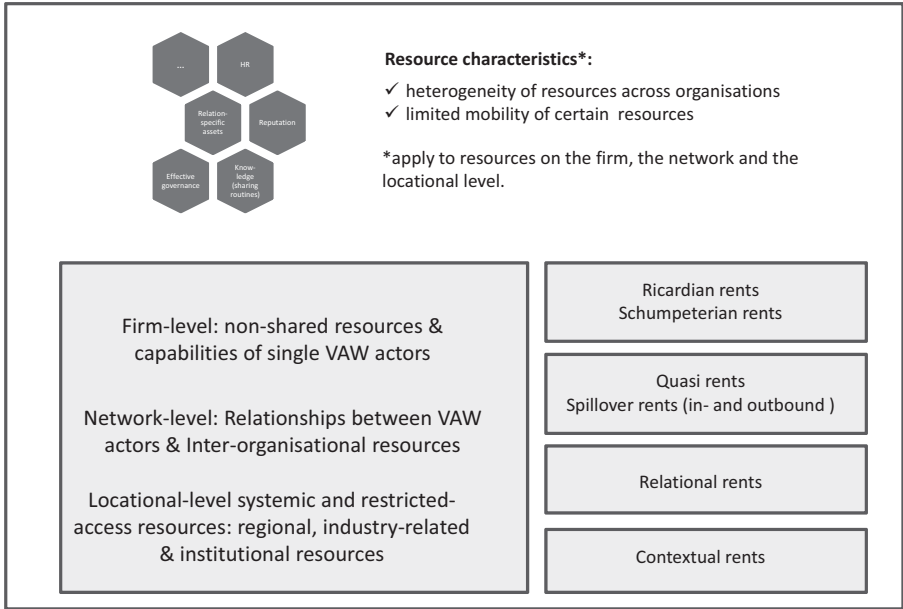 ...
HR
Relation-
specific
assets
Reputation
Effective
governance
Know-
ledge
(sharing
routines)
Resource characteristics*:
✓ heterogeneity of resources across organisations
✓ limited mobility of certain resources
*apply to resources on the firm, the network and the
locational level.
Firm-level: non-shared resources &
capabilities of single VAW actors
Network-level: Relationships between VAW
actors & Inter-organisational resources
Locational-level systemic and restricted-
access resources: regional, industry-related
& institutional resources
Ricardian rents
Schumpeterian rents
Quasi rents
Spillover rents (in- and outbound )
Relational rents
Contextual rents